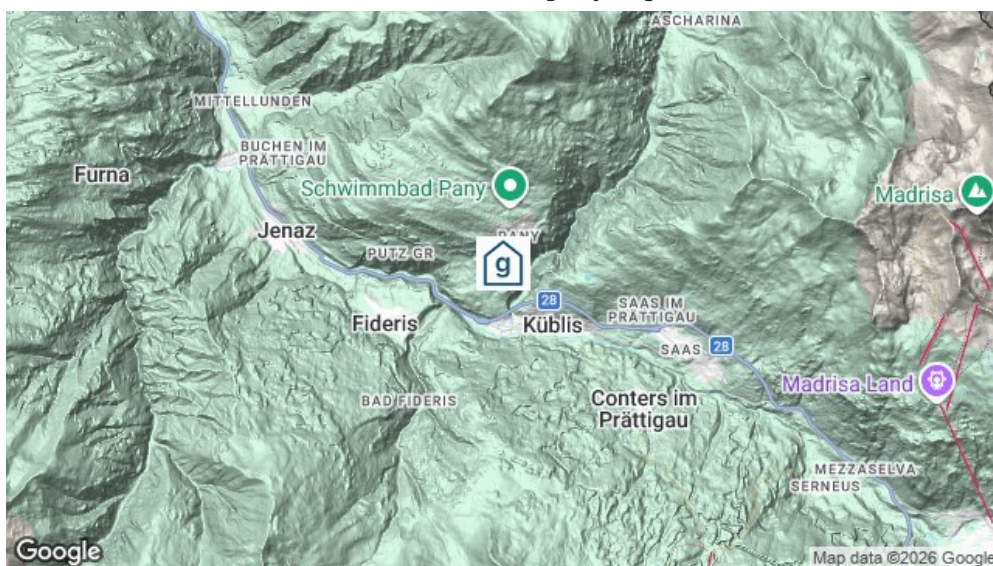 ASCHARINA
MITTELLUNDEN
BUCHEN IM
PRÄTTIGAU
Furna
Schwimmbad Pany
Madrisa
Jenaz
PANY
PUTZ GR
g
28
SAAS IM
PRÄTTIGAU
Fideris
Küblis
SAAS
28
Madrisa Land
BAD FIDERIS
Conters im
Prättigau
MEZZASELVA
SERNEUS
Google
Map data ©2026 Google